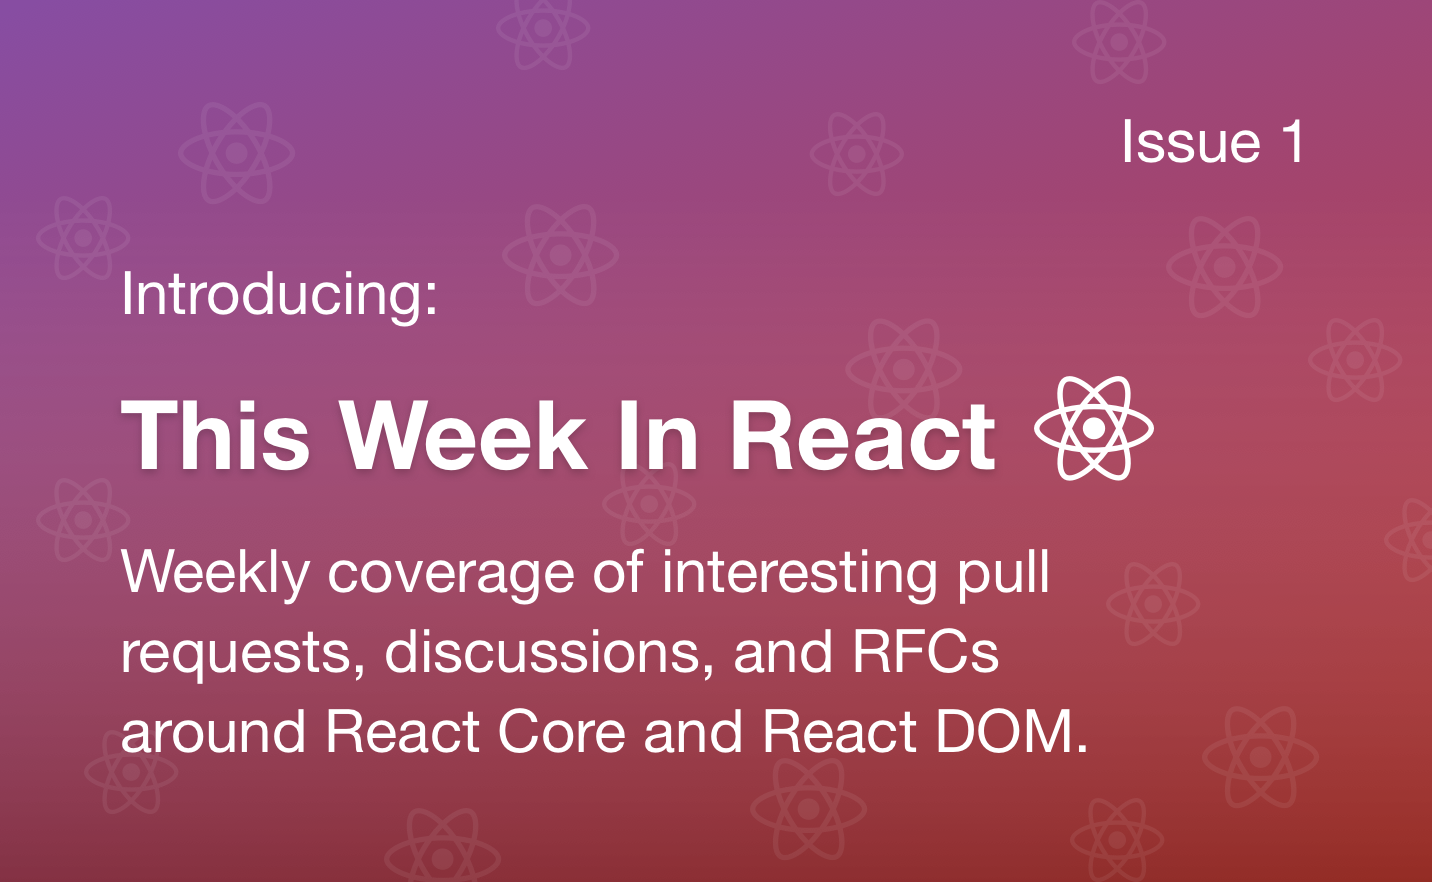 Issue 1
Introducing:
This Week In React
Weekly coverage of interesting pull
requests, discussions, and RFCs
around React Core and React DOM.